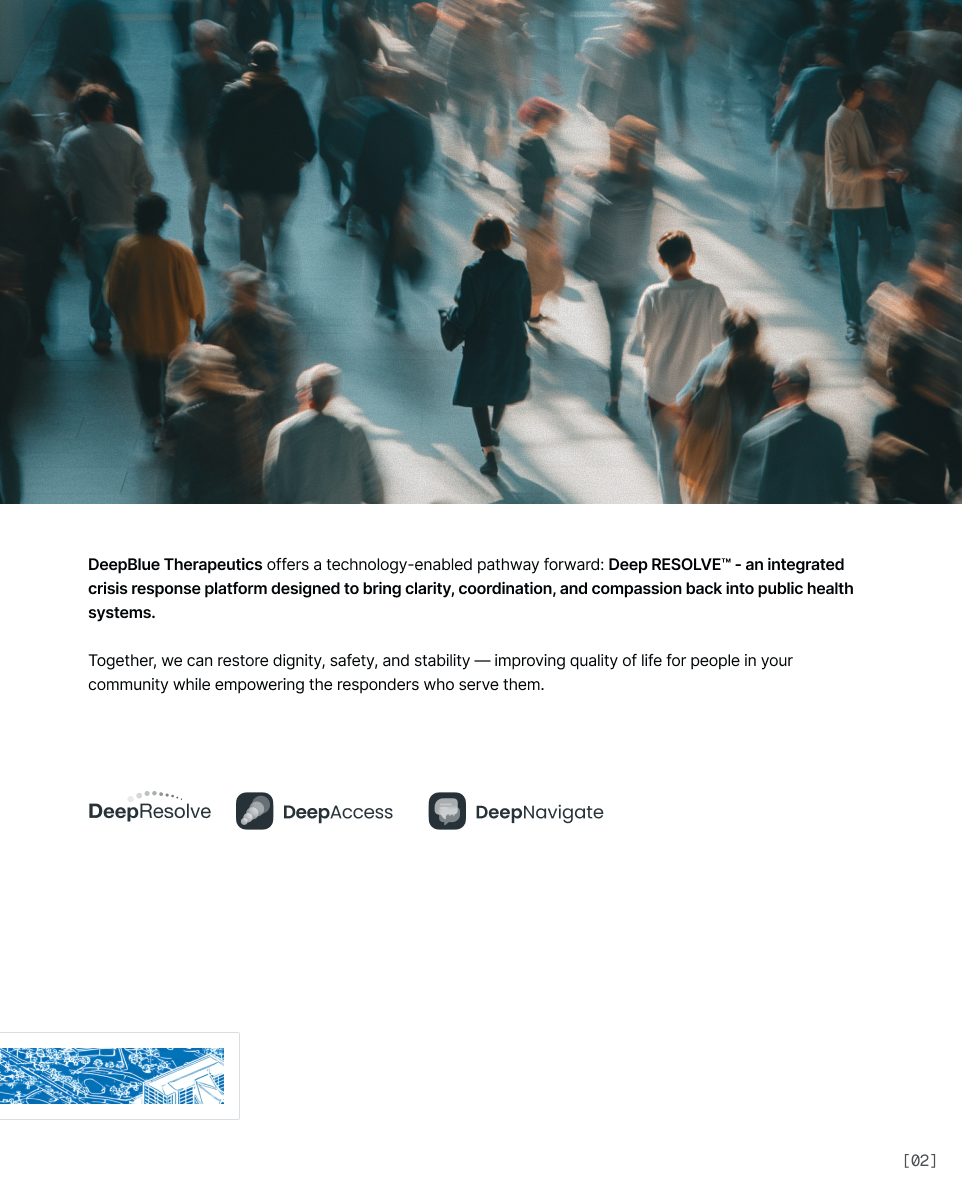 DeepBlue Therapeutics offers a technology-enabled pathway forward: Deep RESOLVE™ - an integrated
crisis response platform designed to bring clarity, coordination, and compassion back into public health
systems.
Together, we can restore dignity, safety, and stability — improving quality of life for people in your
community while empowering the responders who serve them.
DeepResolve DeepAccess DeepNavigate
[02]